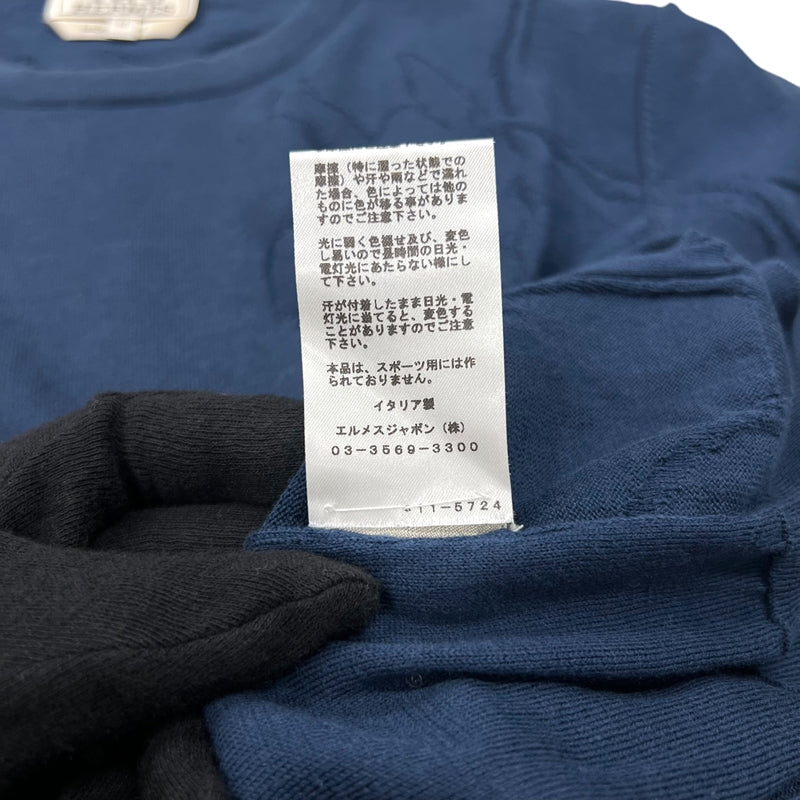 摩擦（特に湿った状態での
摩擦）や汗や雨などで濡れ
た場合、色によっては他の
ものに色が移る事がありま
すのでご注意下さい。
光に弱く色褪せ及び、変色
し易いので長時間の日光・
電灯光にあたらない様にし
て下さい。
汗が付着したまま日光・電
灯光に当てると、変色する
ことがありますのでご注意
下さい。
本品は、スポーツ用には作
られておりません。
イタリア製
エルメスジャポン（株）
03-3569-3300
11-5724